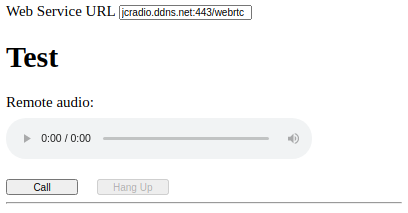 Web Service URL jcradio.ddns.net:443/webrtc
Test
Remote audio:
0:00 / 0:00
Call Hang Up